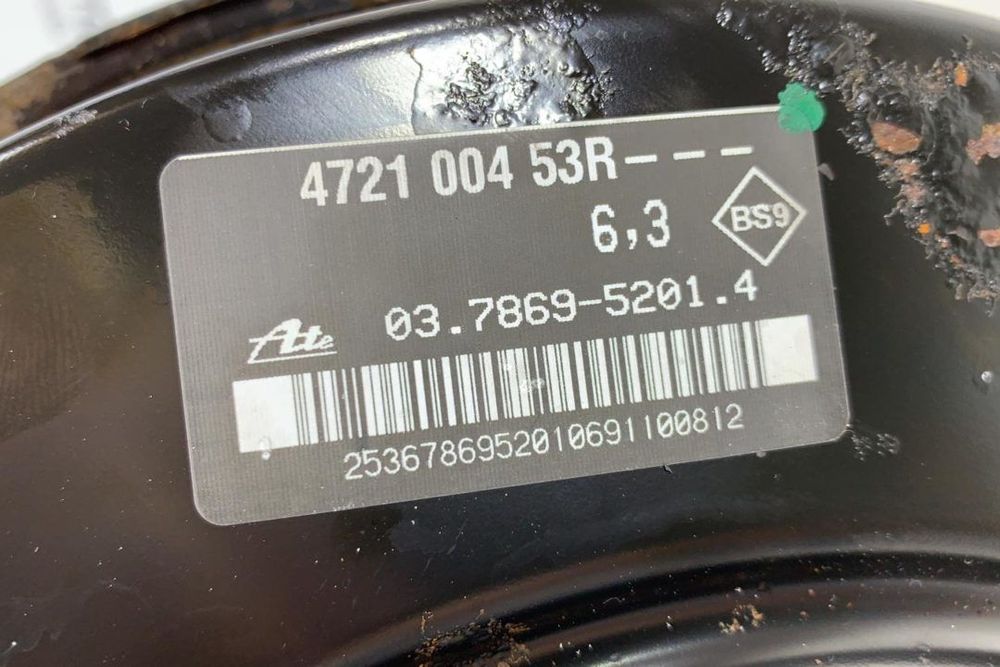 4721 004 53R---
6,3
BS9
Ate
03.7869-5201.4
2536786952010691100812